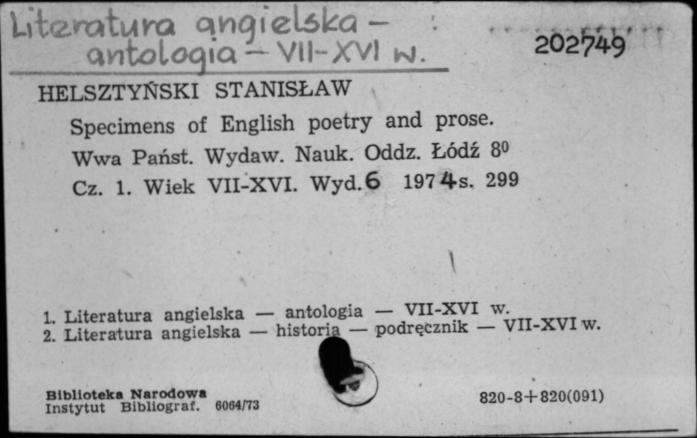 Literatura angielska –
antologia – VII-XVI w.
202749
HELSZTYŃSKI STANISŁAW
Specimens of English poetry and prose.
Wwa Państ. Wydaw. Nauk. Oddz. Łódź 8⁰
Cz. 1. Wiek VII-XVI. Wyd. 6 1974 s. 299
1. Literatura angielska — antologia — VII-XVI w.
2. Literatura angielska — historia — podręcznik — VII-XVI w.
Biblioteka Narodowa
Instytut Bibliograf. 6064/73
820-8+820(091)